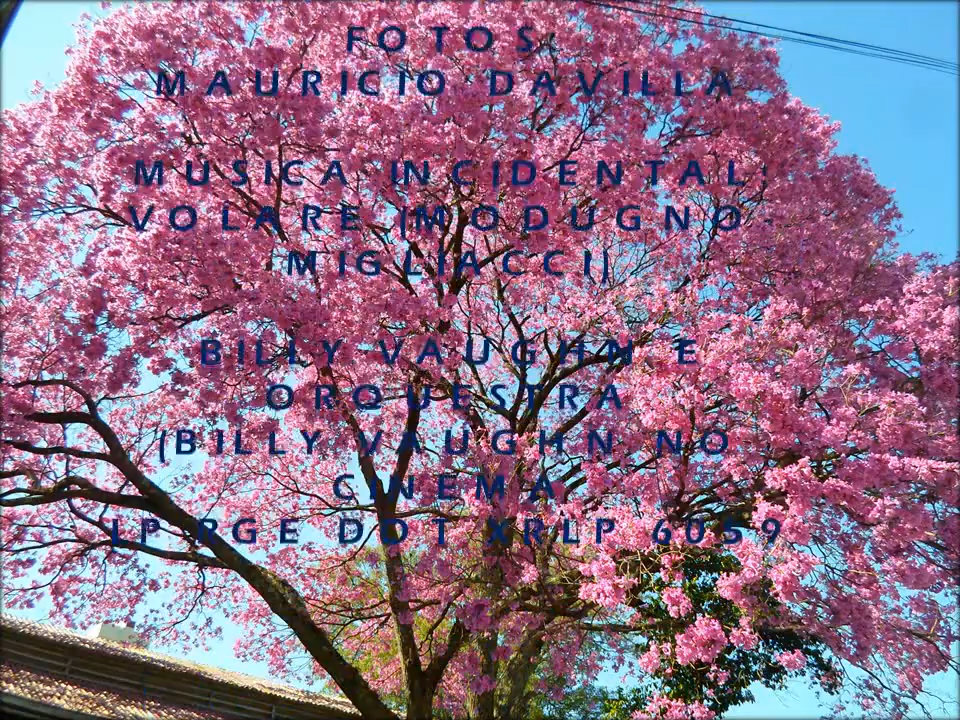 FOTOS
MAURICIO DAVILLA
MUSICA INCIDENTAL:
VOLARE (MODUGNO -
MIGLIACCI)
BILLY VAUGHN E
ORQUESTRA
(BILLY VAUGHN NO
CINEMA
LP RGE DOT XRLP 6059